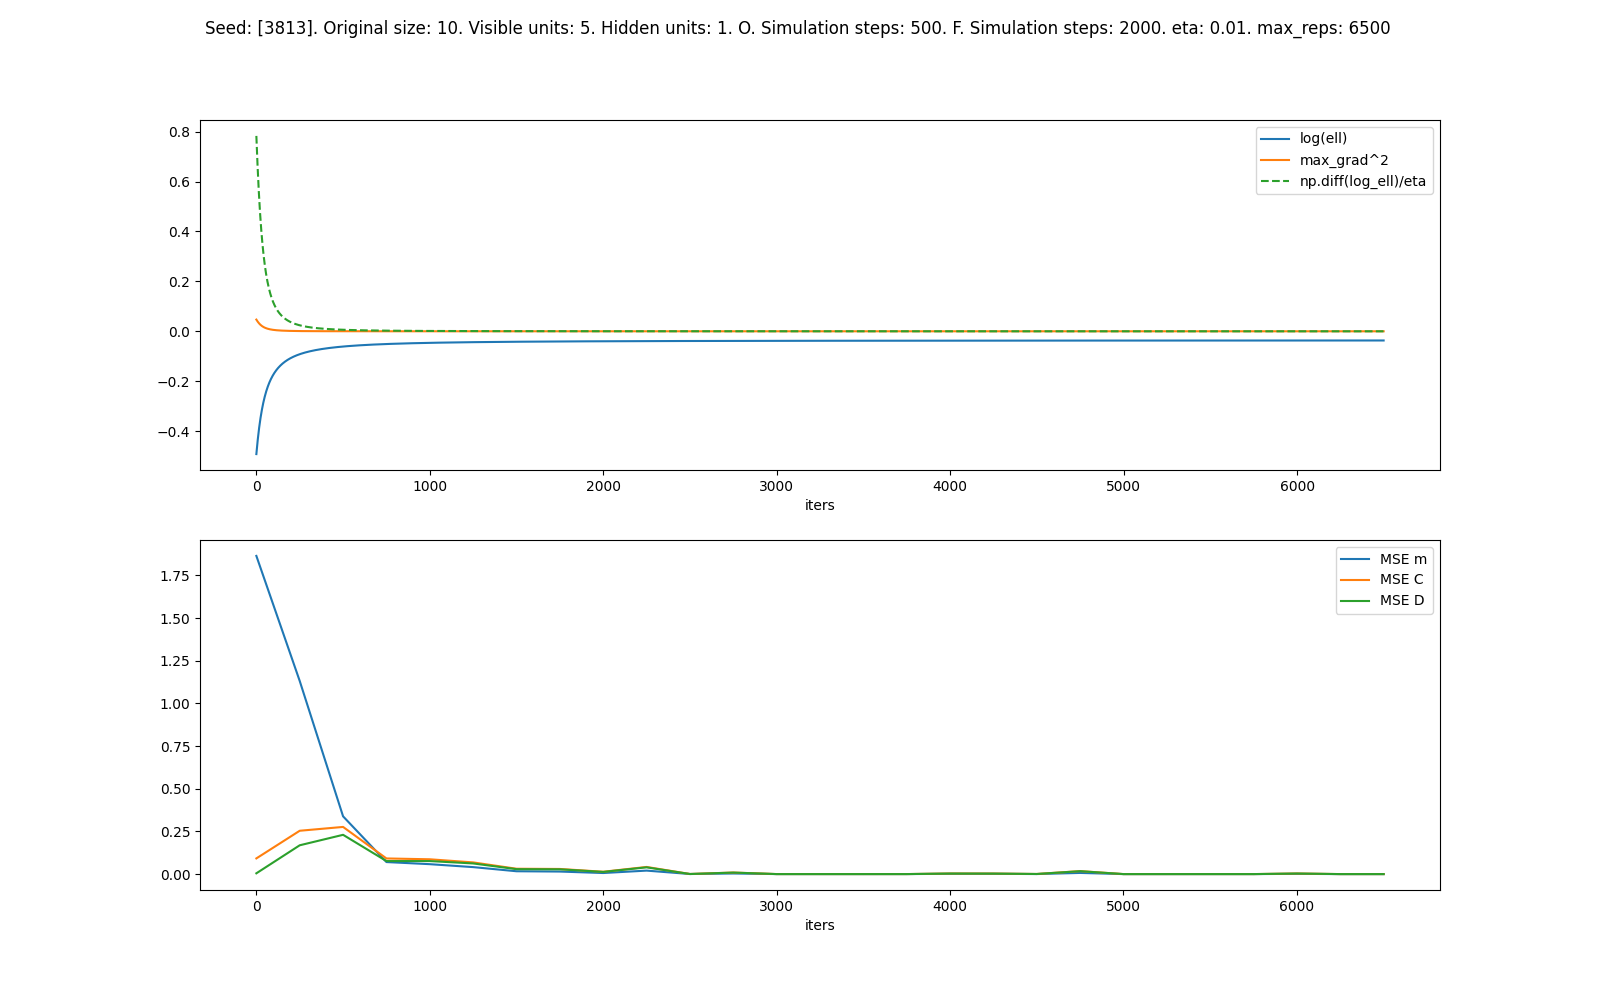 Seed: [3813]. Original size: 10. Visible units: 5. Hidden units: 1. O. Simulation steps: 500. F. Simulation steps: 2000. eta: 0.01. max_reps: 6500
0.8
0.6
0.4
0.2
0.0
−0.2
−0.4
log(ell)
max_grad^2
np.diff(log_ell)/eta
0 1000 2000 3000 4000 5000 6000
iters
1.75
1.50
1.25
1.00
0.75
0.50
0.25
0.00
MSE m
MSE C
MSE D
0 1000 2000 3000 4000 5000 6000
iters